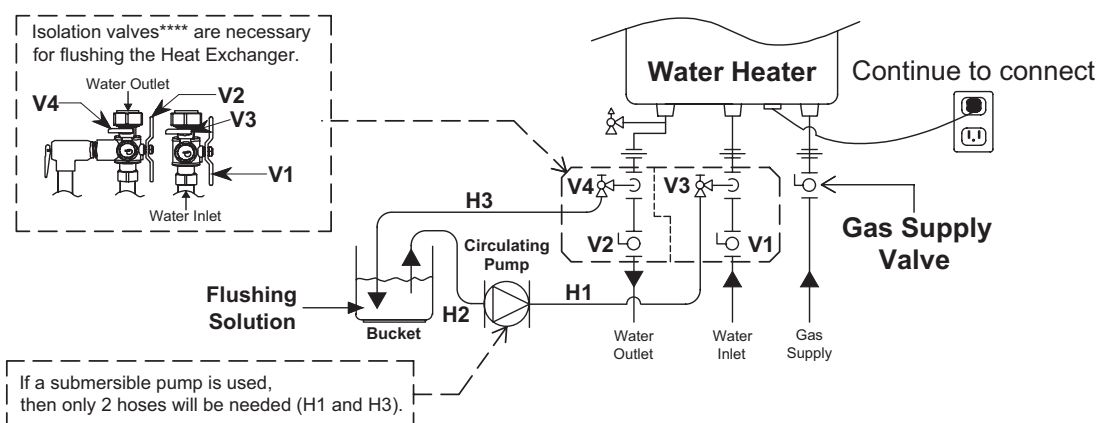 Isolation valves**** are necessary
for flushing the Heat Exchanger.
Water Outlet
V4
V2
V3
V1
Water Inlet
Water Heater
Continue to connect
V4
V3
H3
V2
V1
Gas Supply
Valve
Circulating
Pump
Flushing
Solution
H2
H1
Bucket
Water
Outlet
Water
Inlet
Gas
Supply
If a submersible pump is used,
then only 2 hoses will be needed (H1 and H3).